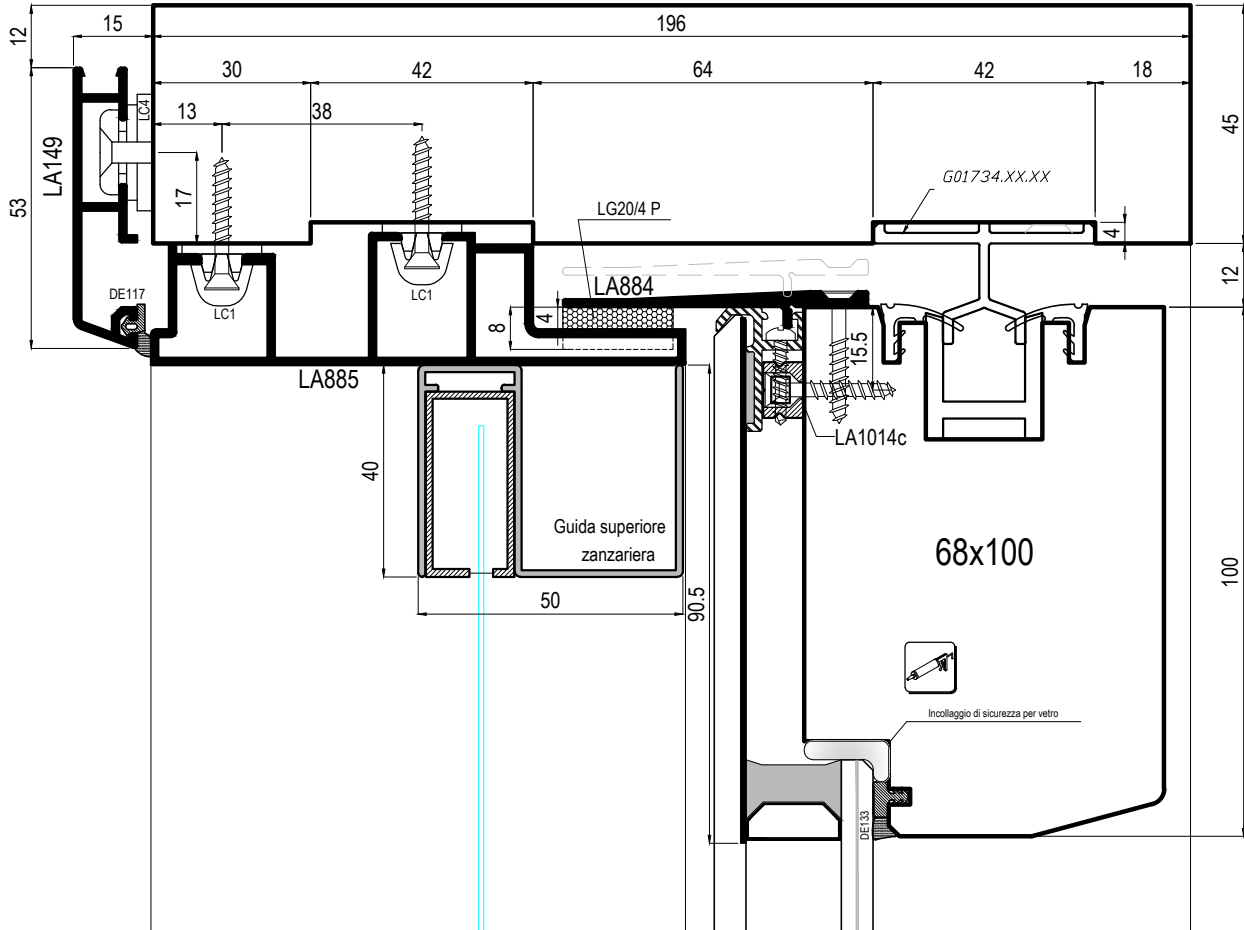 12
15
196
30
42
64
42
18
13
38
LC4
45
LA149
17
53
G01734.XX.XX
LG20/4 P
4
12
LA884
DE117
LC1
LC1
4
8
15.5
LA885
LA1014c
40
Guida superiore
zanzariera
68x100
100
50
90.5
Incollaggio di sicurezza per vetro
DE133